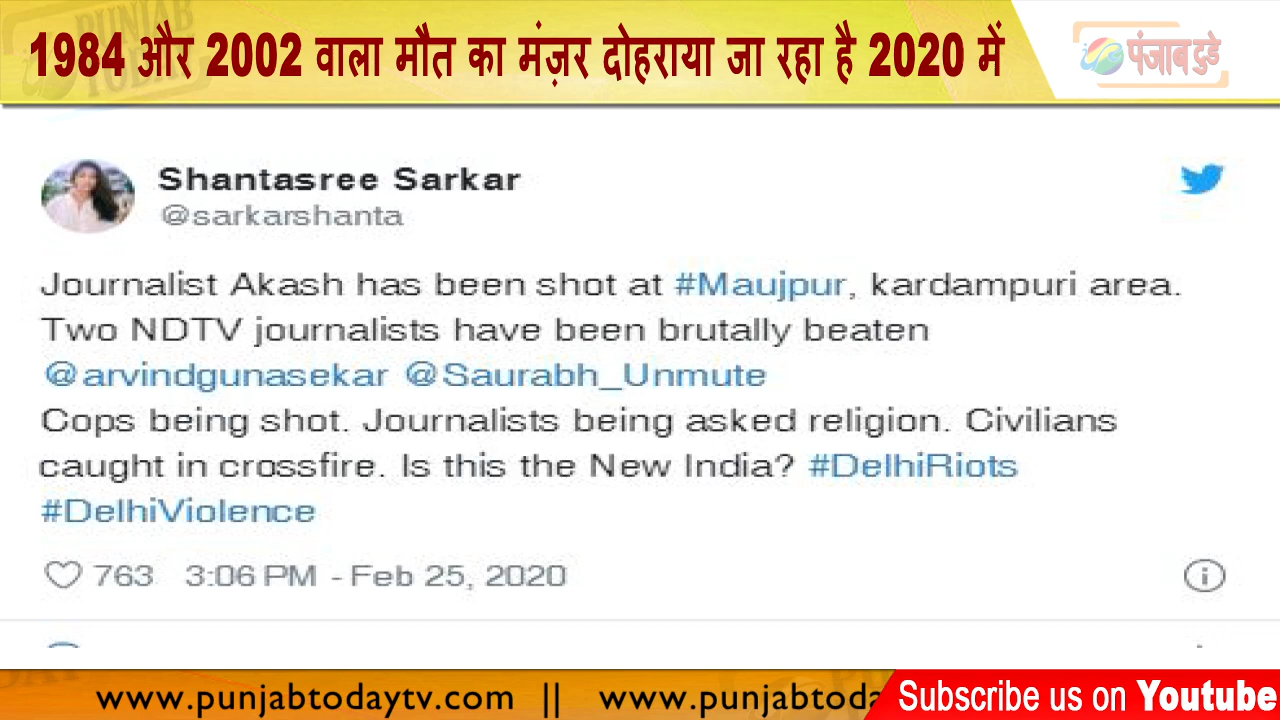 1984 और 2002 वाला मौत का मंज़र दोहराया जा रहा है 2020 में
पंजाब टुडे
Shantasree Sarkar
@sarkarshanta
Journalist Akash has been shot at #Maujpur, kardampuri area.
Two NDTV journalists have been brutally beaten
@arvindgunasekar @Saurabh_Unmute
Cops being shot. Journalists being asked religion. Civilians
caught in crossfire. Is this the New India? #DelhiRiots
#DelhiViolence
763 3:06 PM - Feb 25, 2020
www.punjabtodaytv.com || www.punjabtoda
Subscribe us on Youtube